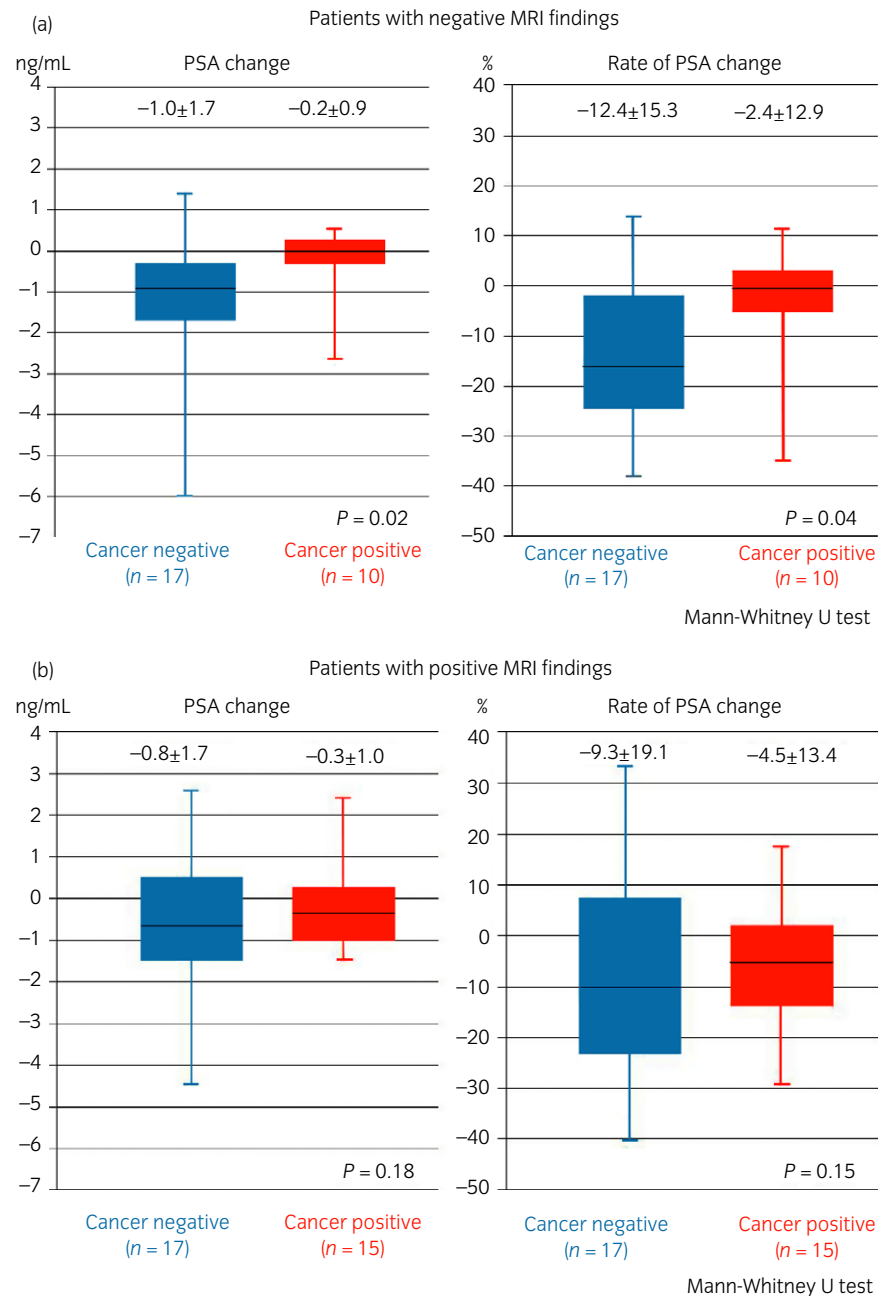 (a)
Patients with negative MRI findings
ng/mL PSA change
4
3
2
1
0
−1
−2
−3
−4
−5
−6
−7
−1.0±1.7 −0.2±0.9
P = 0.02
Cancer negative Cancer positive
(n = 17) (n = 10)
% Rate of PSA change
40
30
20
10
0
−10
−20
−30
−40
−50
−12.4±15.3 −2.4±12.9
P = 0.04
Cancer negative Cancer positive
(n = 17) (n = 10)
Mann-Whitney U test
(b)
Patients with positive MRI findings
ng/mL PSA change
4
3
2
1
0
−1
−2
−3
−4
−5
−6
−7
−0.8±1.7 −0.3±1.0
P = 0.18
Cancer negative Cancer positive
(n = 17) (n = 15)
% Rate of PSA change
40
30
20
10
0
−10
−20
−30
−40
−50
−9.3±19.1 −4.5±13.4
P = 0.15
Cancer negative Cancer positive
(n = 17) (n = 15)
Mann-Whitney U test